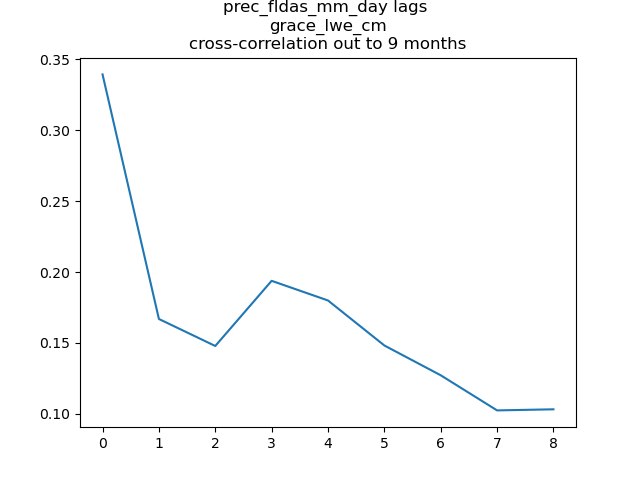 prec_fldas_mm_day lags
grace_lwe_cm
cross-correlation out to 9 months
0.35
0.30
0.25
0.20
0.15
0.10
0 1 2 3 4 5 6 7 8